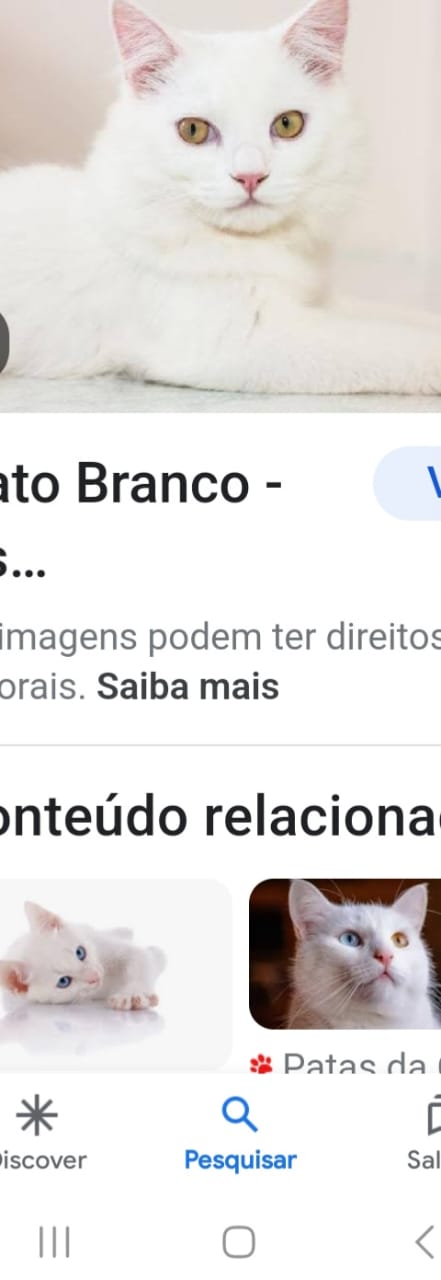 ato Branco -
s...
imagens podem ter direitos
orais. Saiba mais
onteúdo relaciona
Patas da
Discover
Pesquisar
Sal